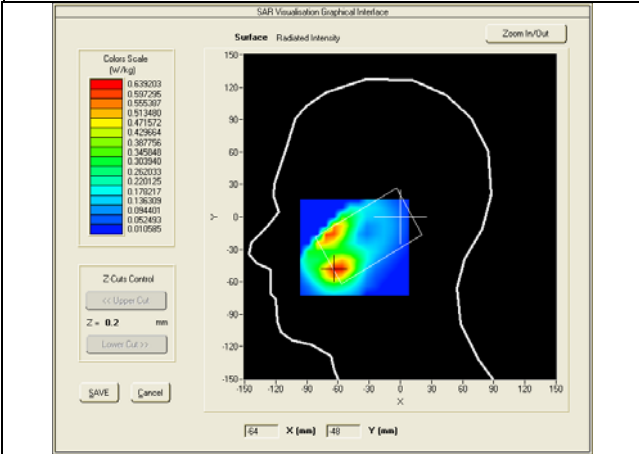 SAR Visualisation Graphical Interface
Surface Radiated Intensity
Zoom In/Out
Colors Scale
(W/kg)
0.639203
0.597295
0.555387
0.513480
0.471572
0.429664
0.387756
0.345848
0.303940
0.262033
0.220125
0.178217
0.136309
0.094401
0.052493
0.010585
Z-Cuts Control
<< Upper Cut
Z = 0.2 mm
Lower Cut >>
SAVE Cancel
150-
120-
90-
60-
30-
0-
-30-
-60-
-90-
-120-
-150-
Y
-150 -120 -90 -60 -30 0 30 60 90 120 150
X
-64 X (mm) -48 Y (mm)